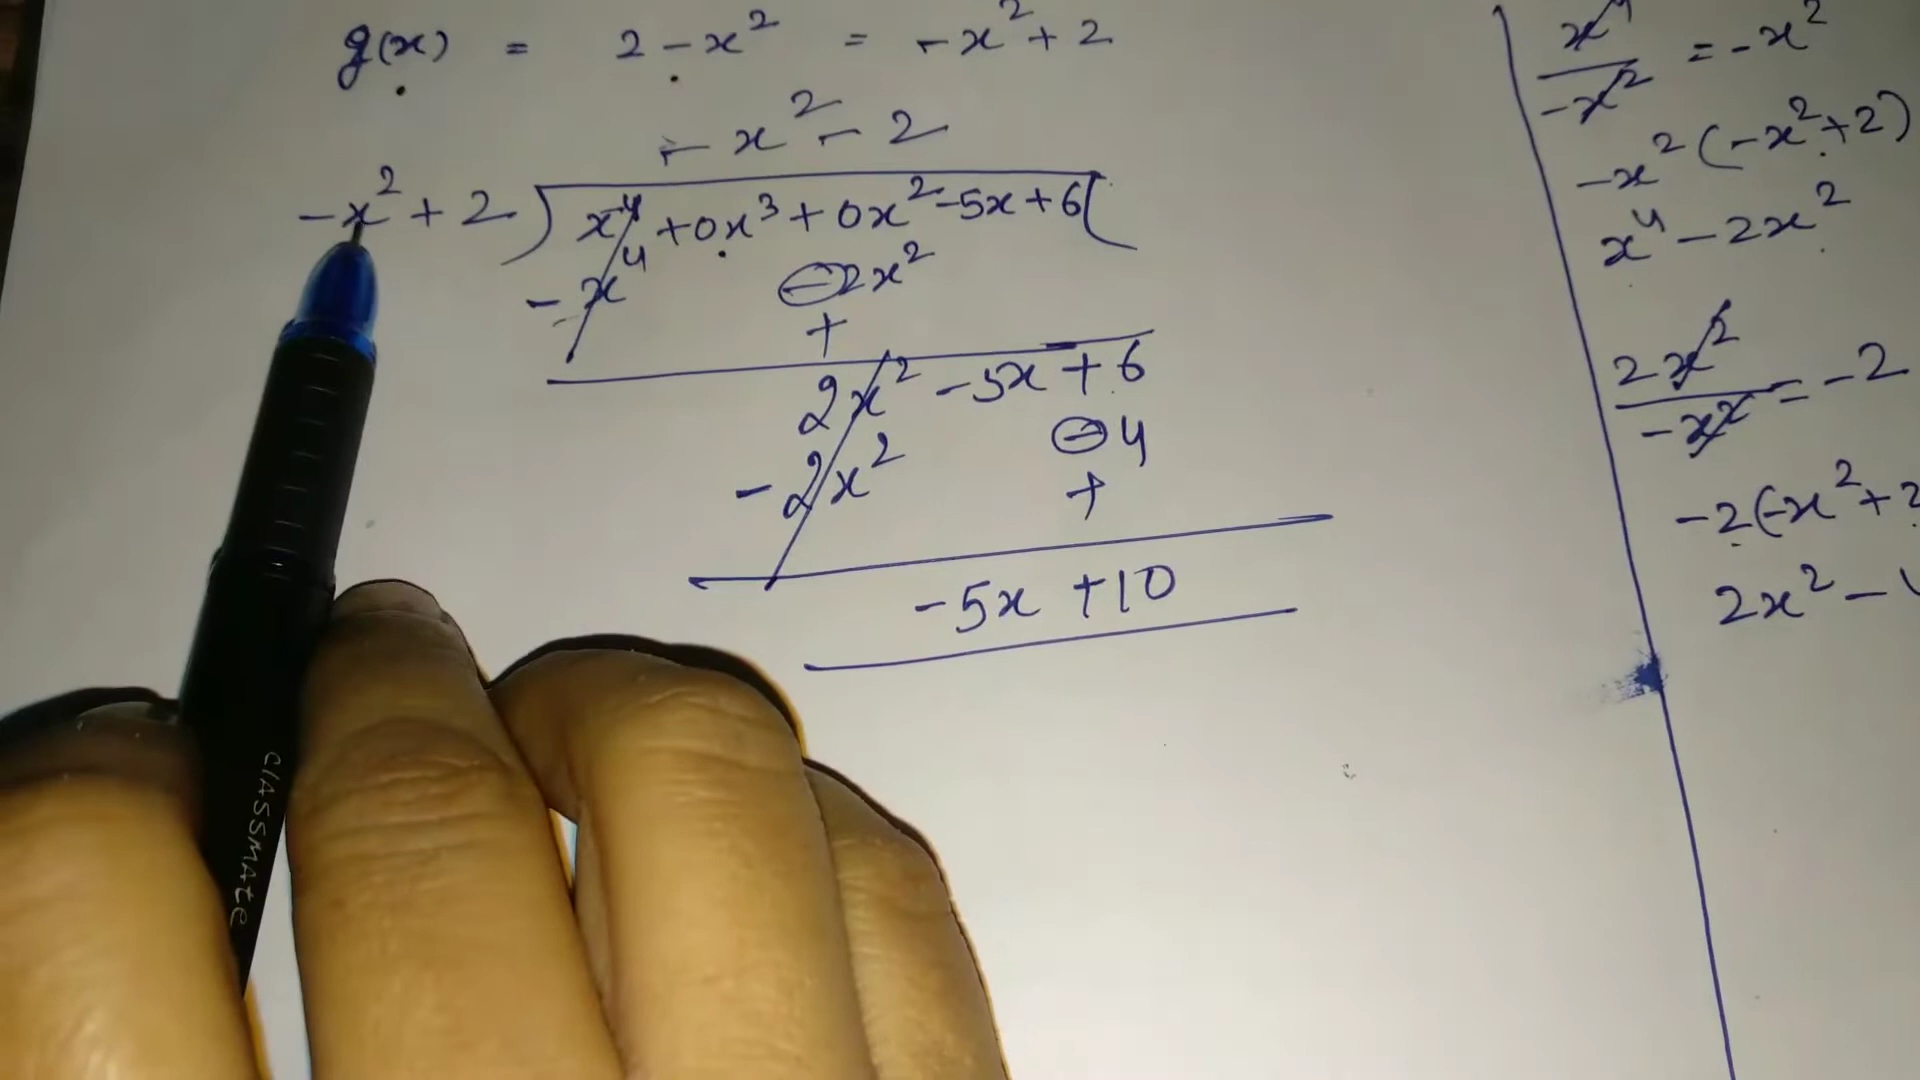 g(x) = 2 - x² = -x² + 2
-x² - 2
-x² + 2 ) x⁴ + 0x³ + 0x² - 5x + 6 (
- x⁴ ⊖2x²
+
2x² - 5x + 6
- 2x² ⊖4
+
-5x + 10
x⁴/-x² = -x²
-x² (-x² + 2)
x⁴ - 2x²
2x²/-x² = -2
-2(-x² + 2
2x² -
CLASSMATE